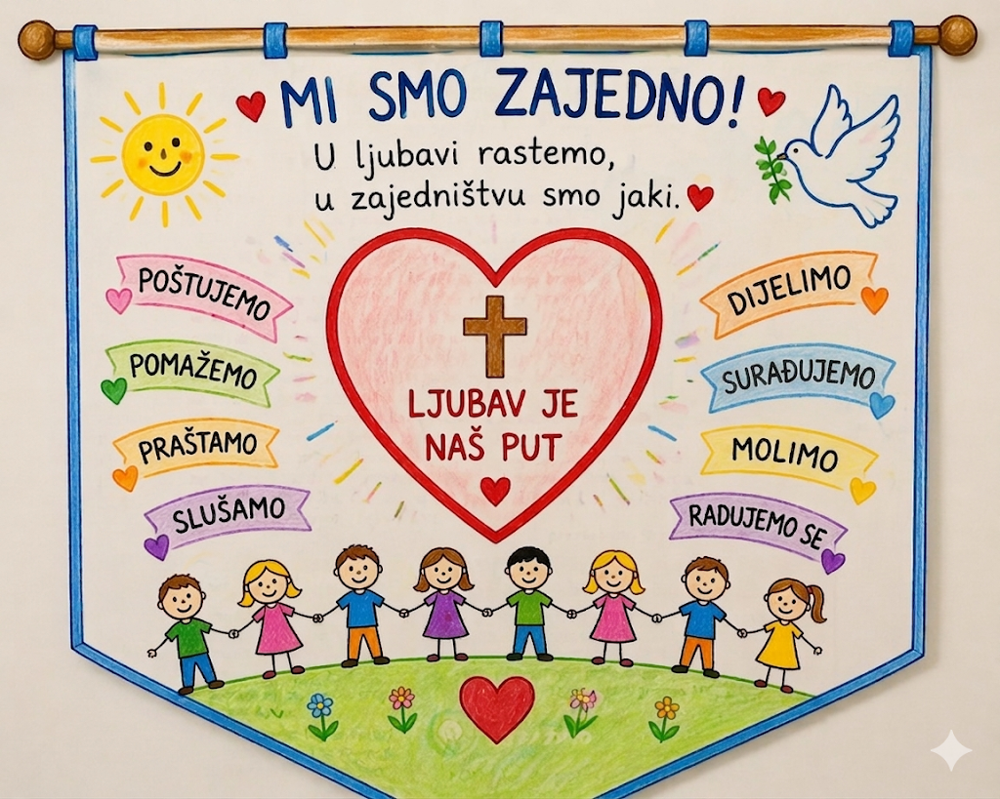 MI SMO ZAJEDNO!
U ljubavi rastemo,
u zajedništvu smo jaki.
POŠTUJEMO
POMAŽEMO
PRAŠTAMO
SLUŠAMO
LJUBAV JE
NAŠ PUT
DIJELIMO
SURAĐUJEMO
MOLIMO
RADUJEMO SE